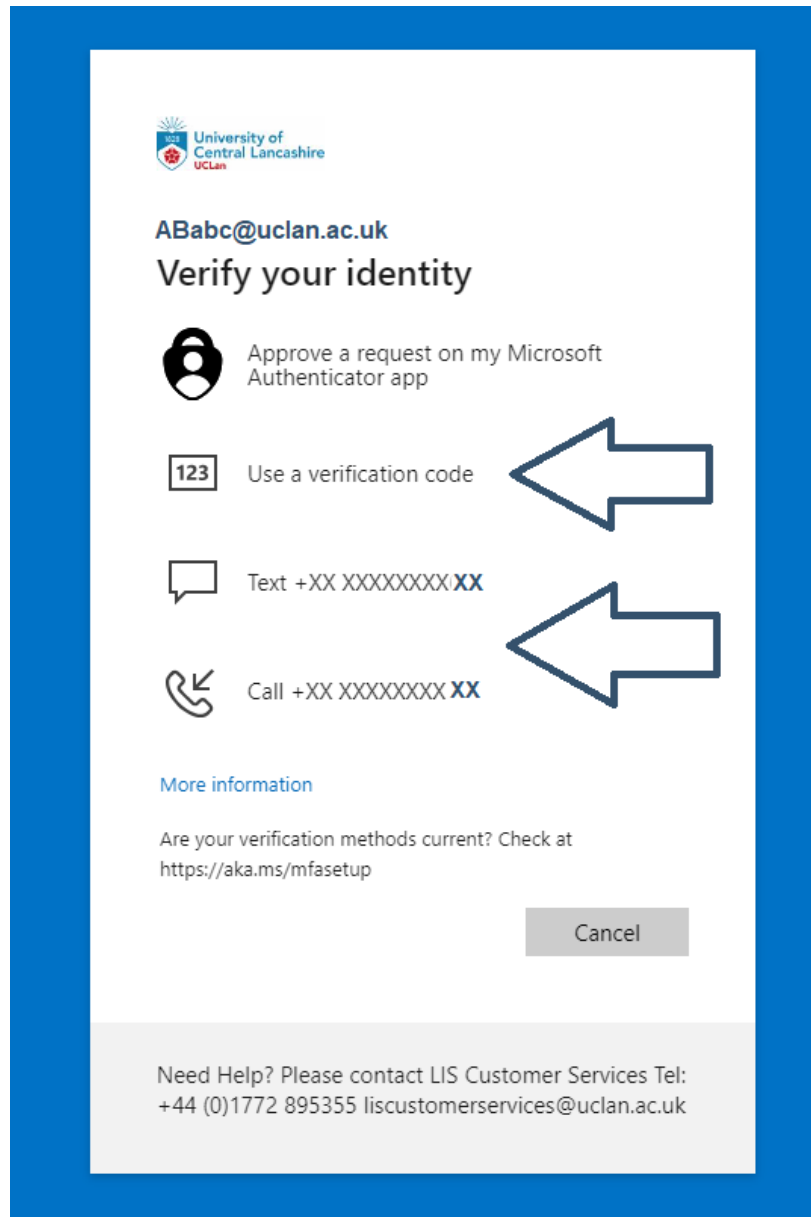 1828
University of
Central Lancashire
UCLan
ABabc@uclan.ac.uk
Verify your identity
Approve a request on my Microsoft
Authenticator app
123
Use a verification code
Text +XX XXXXXXXX XX
Call +XX XXXXXXXX XX
More information
Are your verification methods current? Check at
https://aka.ms/mfasetup
Cancel
Need Help? Please contact LIS Customer Services Tel:
+44 (0)1772 895355 liscustomerservices@uclan.ac.uk